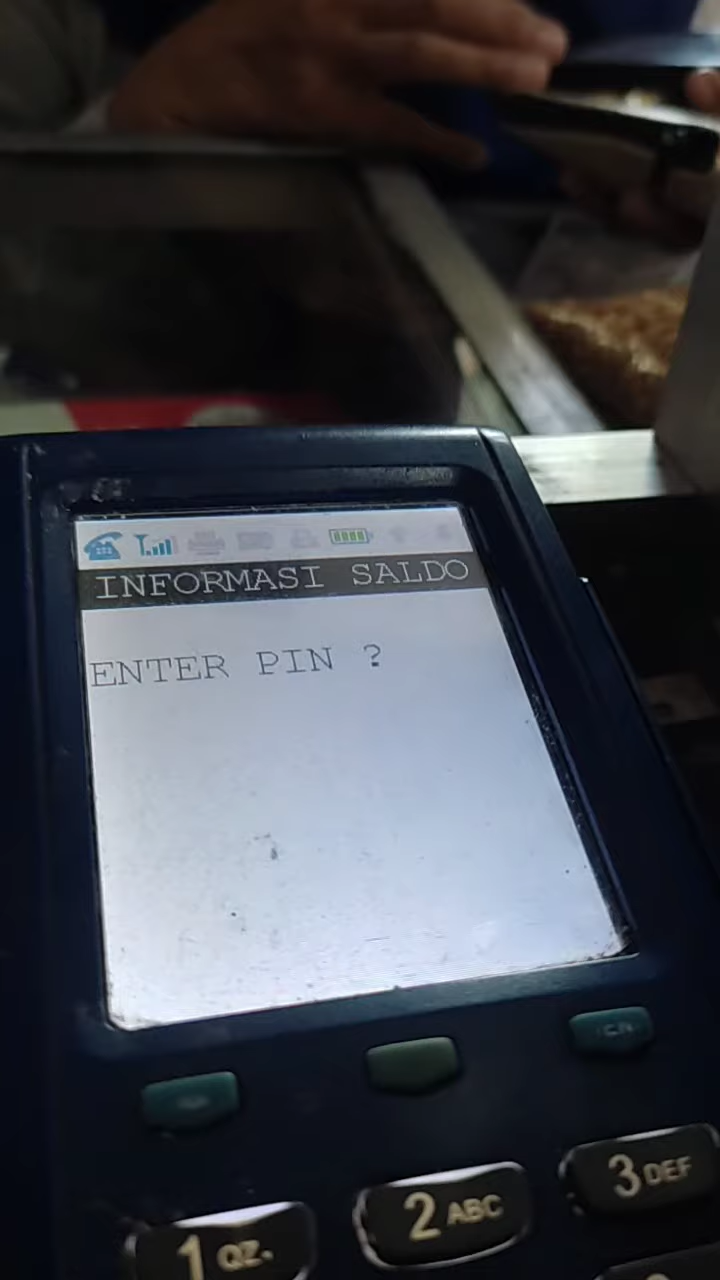 INFORMASI SALDO
ENTER PIN ?
1 QZ.
2 ABC
3 DEF